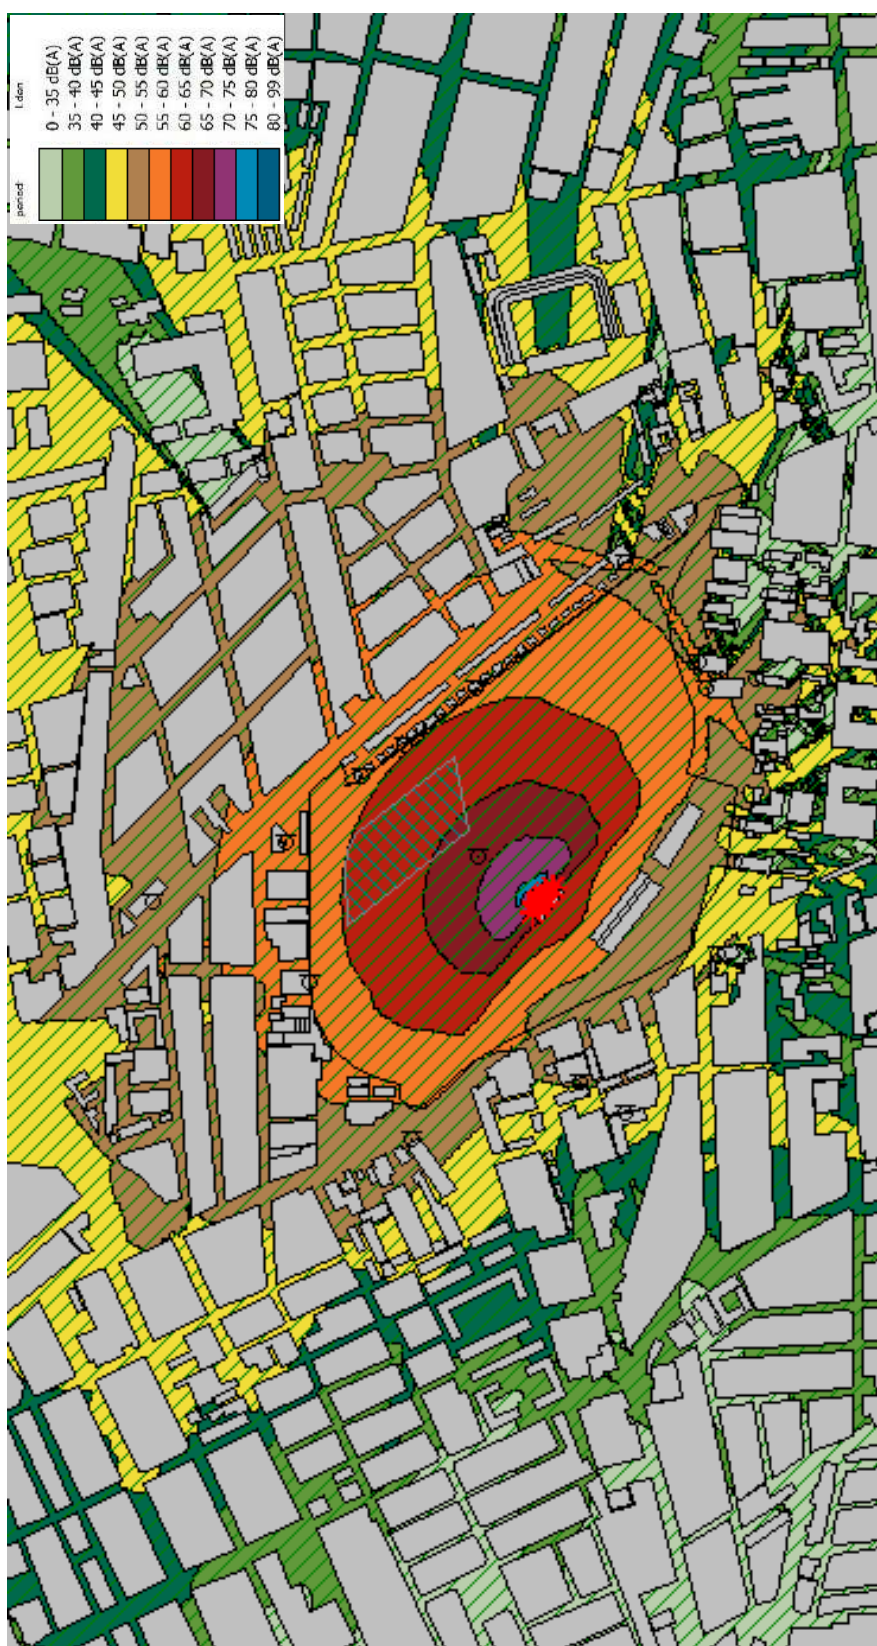 period: Lden
0 - 35 dB(A)
35 - 40 dB(A)
40 - 45 dB(A)
45 - 50 dB(A)
50 - 55 dB(A)
55 - 60 dB(A)
60 - 65 dB(A)
65 - 70 dB(A)
70 - 75 dB(A)
75 - 80 dB(A)
80 - 99 dB(A)